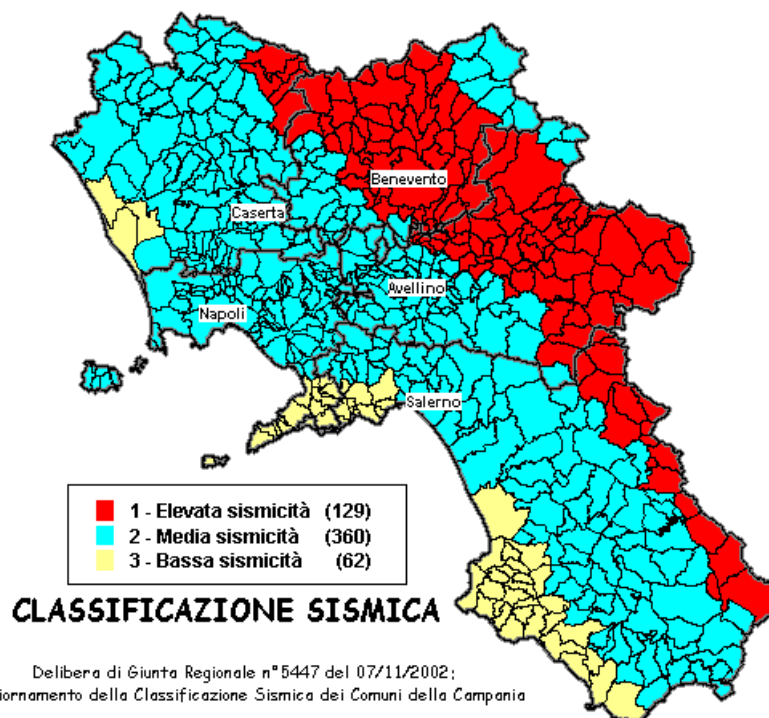 Benevento
Caserta
Avellino
Napoli
Salerno
1 - Elevata sismicità (129)
2 - Media sismicità (360)
3 - Bassa sismicità (62)
CLASSIFICAZIONE SISMICA
Delibera di Giunta Regionale n°5447 del 07/11/2002;
iornamento della Classificazione Sismica dei Comuni della Campania